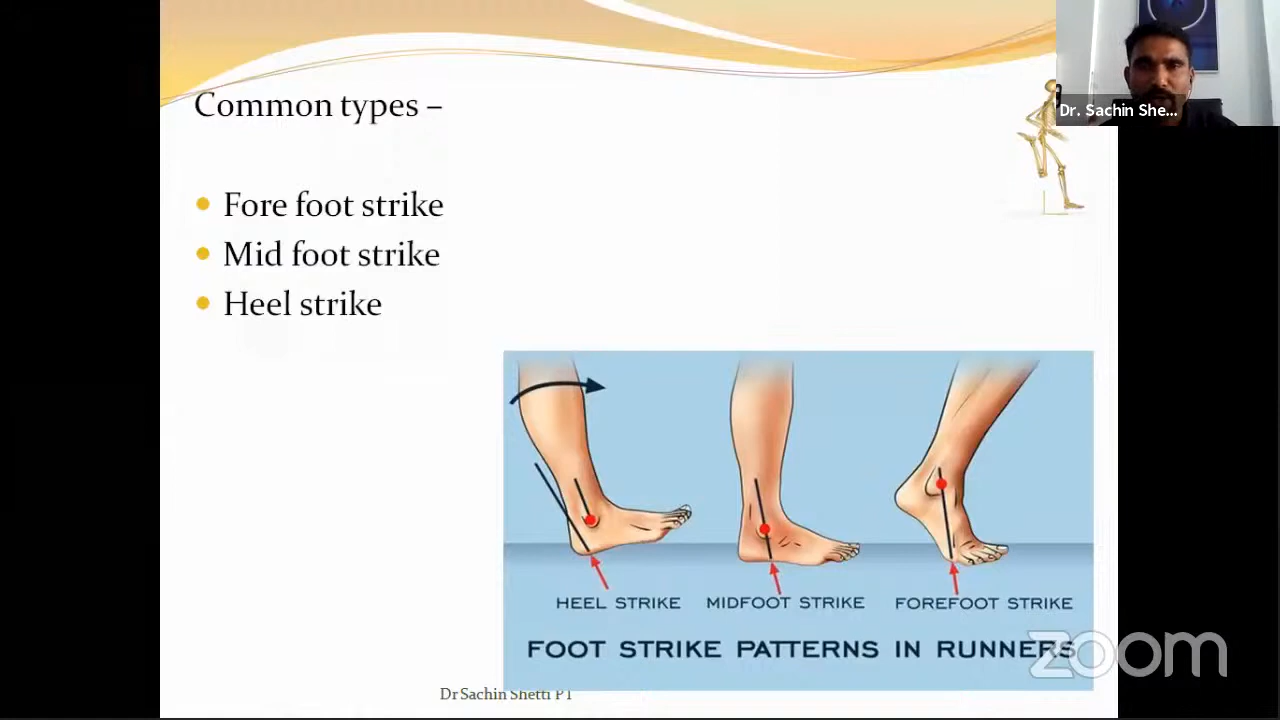 Common types –
Dr. Sachin She...
Fore foot strike
Mid foot strike
Heel strike
HEEL STRIKE
MIDFOOT STRIKE
FOREFOOT STRIKE
FOOT STRIKE PATTERNS IN RUNNERS
zoom
Dr Sachin Shetti PT